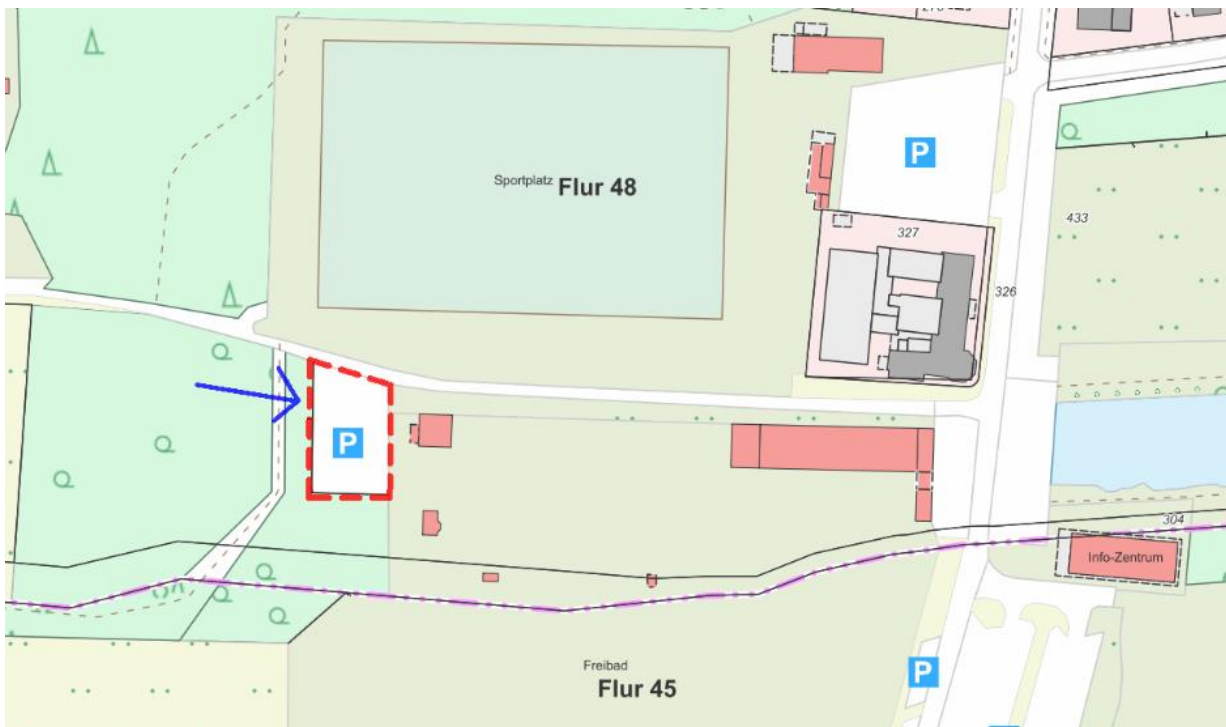 P
Sportplatz Flur 48
327
433
326
P
304
Info-Zentrum
Freibad
Flur 45
P